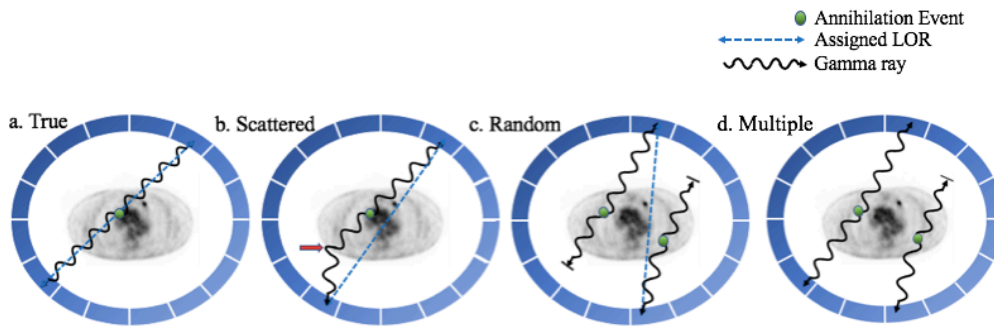 Annihilation Event
Assigned LOR
Gamma ray
a. True
b. Scattered
c. Random
d. Multiple